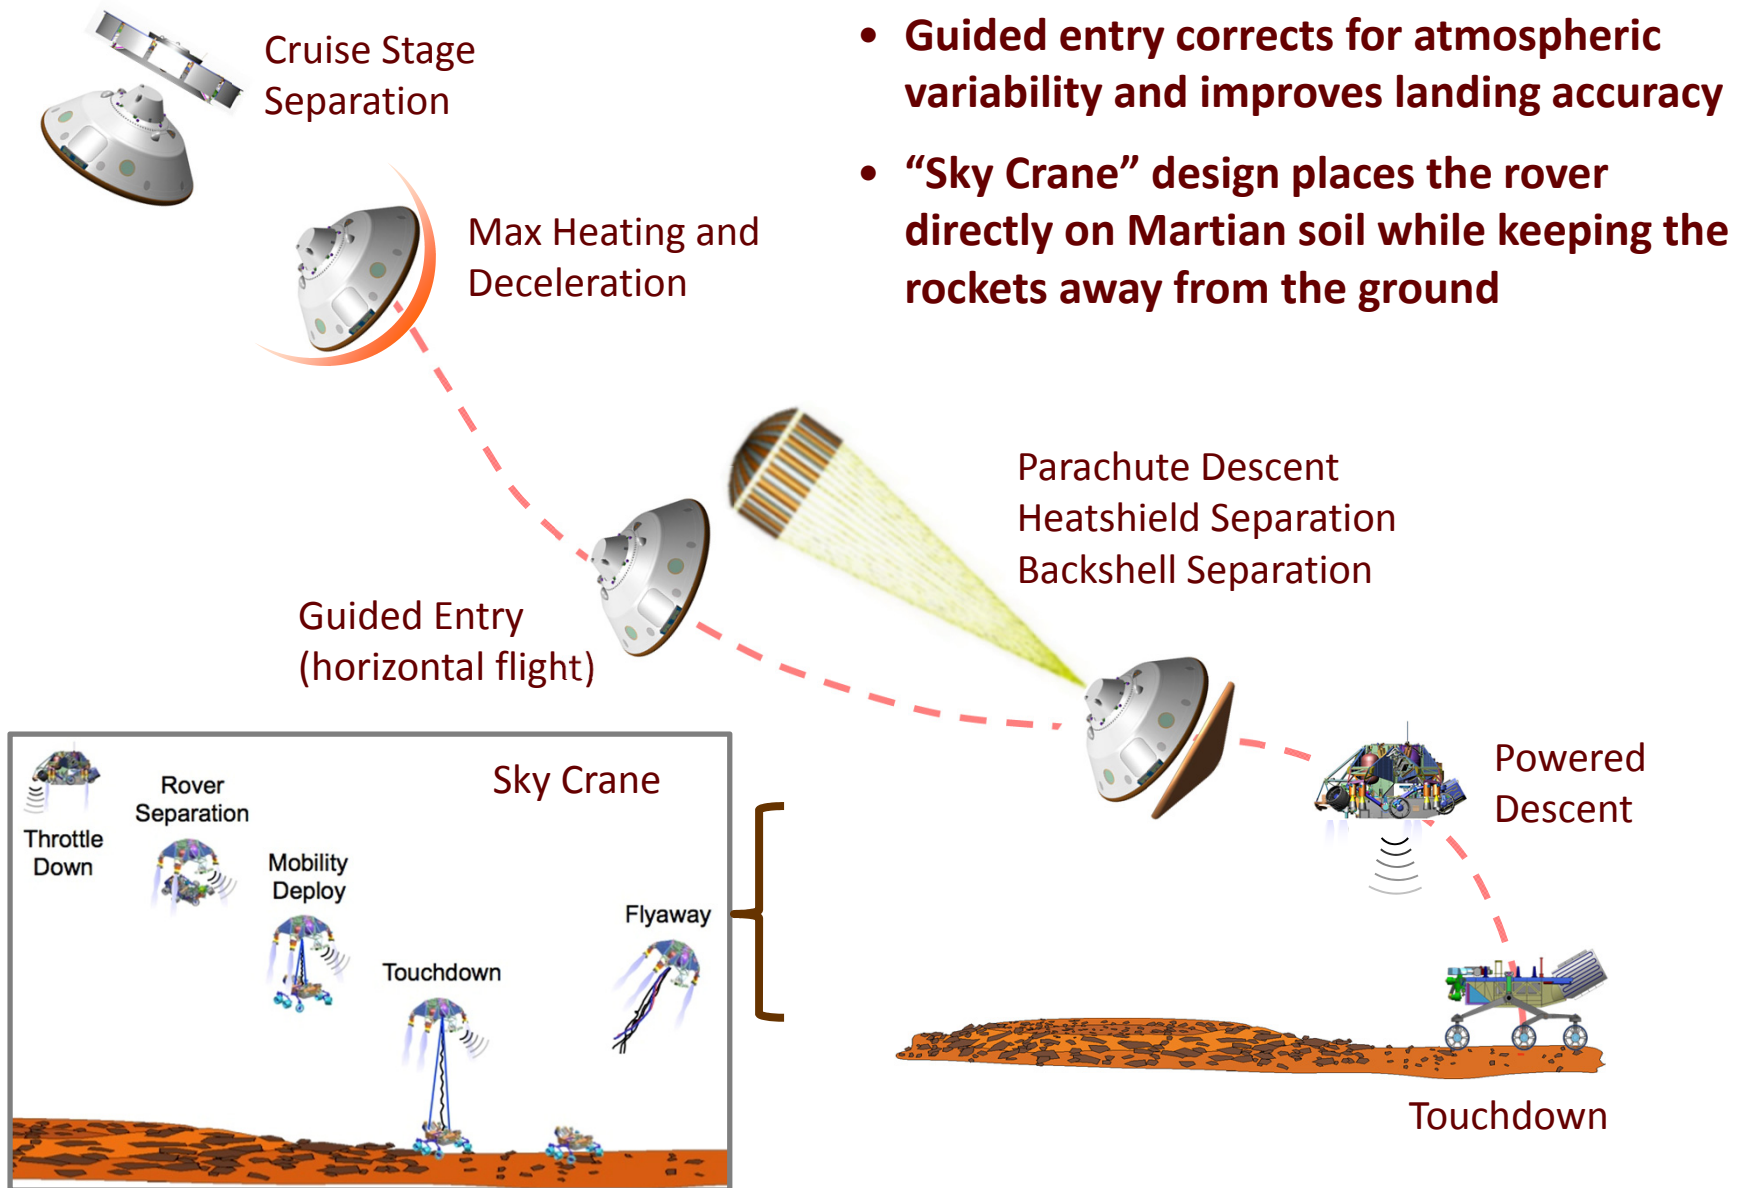 Cruise Stage
Separation
• Guided entry corrects for atmospheric
variability and improves landing accuracy
• “Sky Crane” design places the rover
directly on Martian soil while keeping the
rockets away from the ground
Max Heating and
Deceleration
Parachute Descent
Heatshield Separation
Backshell Separation
Guided Entry
(horizontal flight)
Powered
Descent
Sky Crane
Throttle
Down
Rover
Separation
Mobility
Deploy
Touchdown
Flyaway
Touchdown